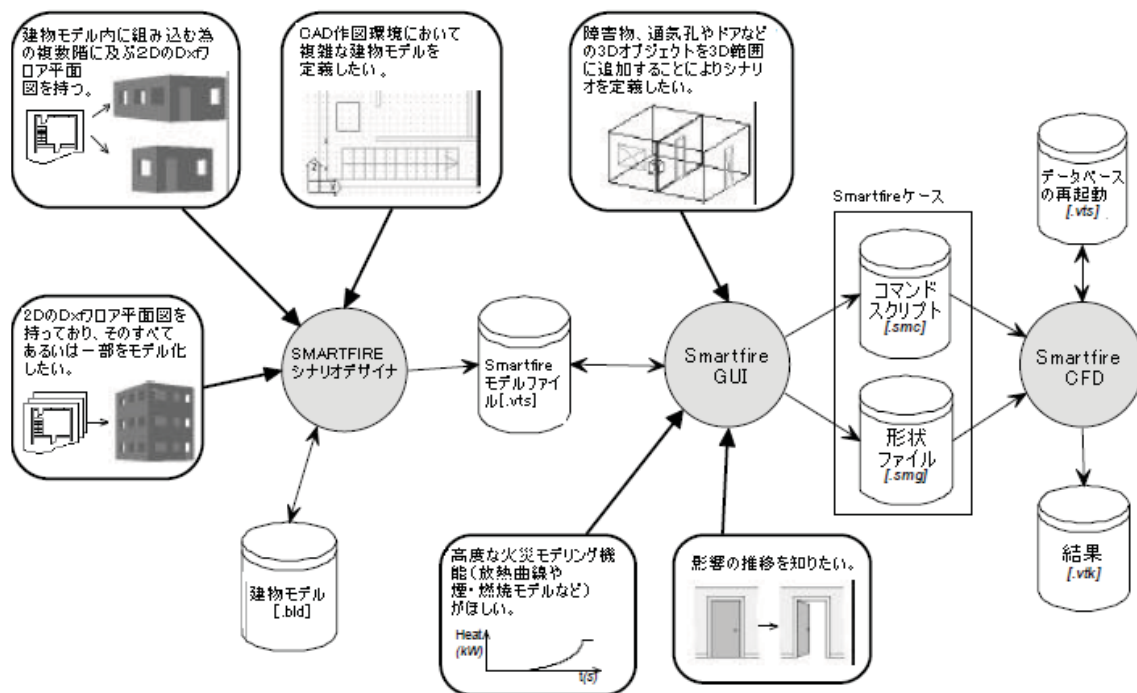 建物モデル内に組み込む為
の複数階に及ぶ2DのDxfフ
ロア平面
図を持つ。
CAD作図環境において
複雑な建物モデルを
定義したい。
障害物、通気孔やドアなど
の3Dオブジェクトを3D範囲
に追加することによりシナリ
オを定義したい。
データベース
の再起動
[.vts]
Smartfireケース
コマンド
スクリプト
[.smc]
2DのDxfフロア平面図を
持っており、そのすべて
あるいは一部をモデル化
したい。
SMARTFIRE
シナリオデザイナ
Smartfire
モデルファイ
ル[.vts]
Smartfire
GUI
Smartfire
CFD
形状
ファイル
[.smg]
建物モデル
[.bld]
高度な火災モデリング機
能(放熱曲線や
煙・燃焼モデルなど)
がほしい。
Heat
(kW)
t(s)
影響の推移を知りたい。
結果
[.vtk]